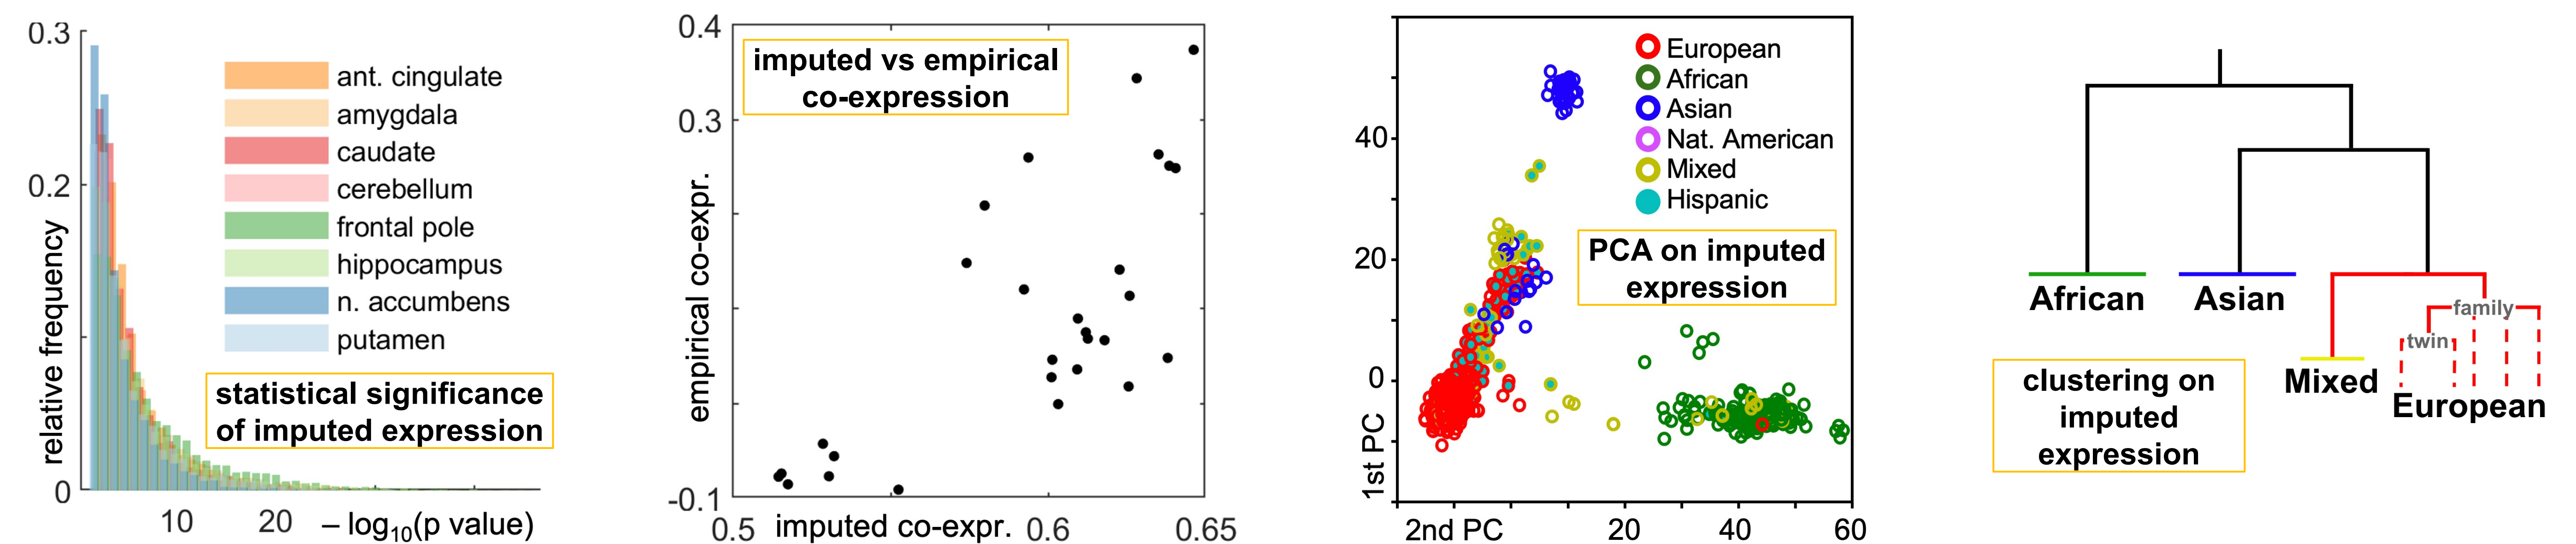 0.3
0.2
0
relative frequency
ant. cingulate
amygdala
caudate
cerebellum
frontal pole
hippocampus
n. accumbens
putamen
statistical significance
of imputed expression
10
20
– log10(p value)
0.4
0.3
-0.1
empirical co-expr.
imputed vs empirical
co-expression
0.5
imputed co-expr.
0.6
0.65
40
20
0
1st PC
European
African
Asian
Nat. American
Mixed
Hispanic
PCA on imputed
expression
2nd PC
20
40
60
African
Asian
family
twin
Mixed
European
clustering on
imputed
expression